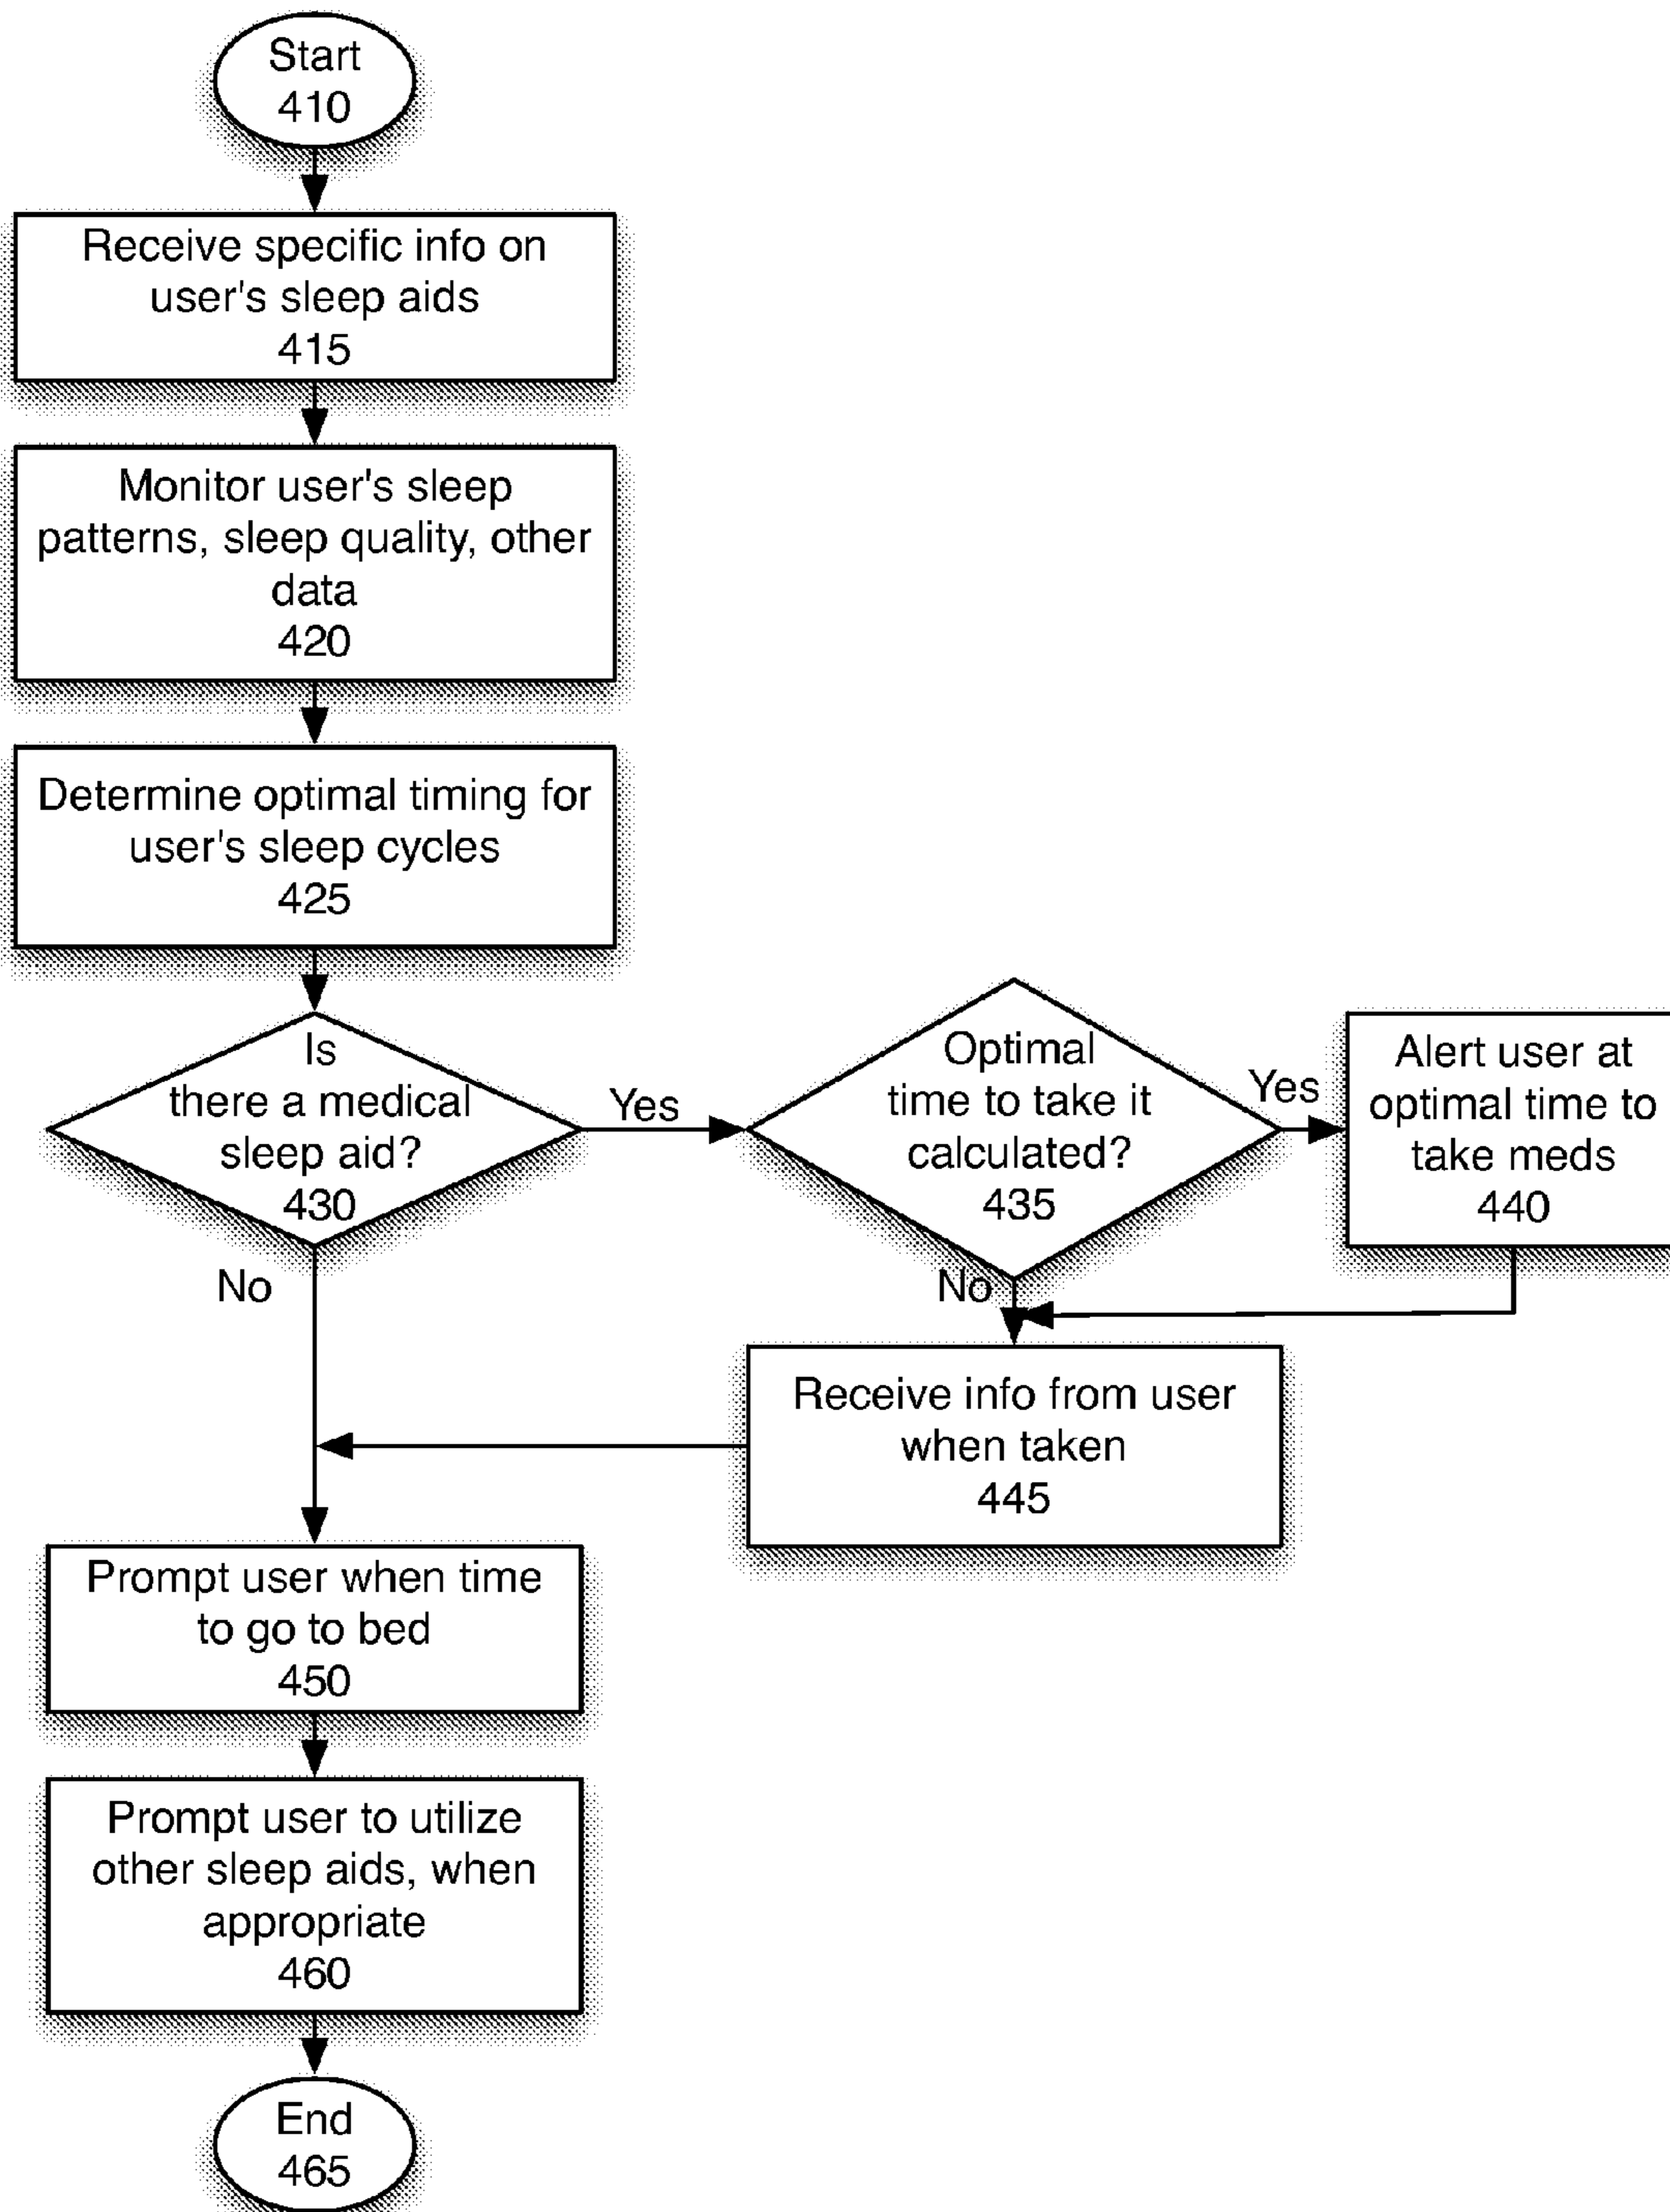 Start
410
Receive specific info on
user's sleep aids
415
Monitor user's sleep
patterns, sleep quality, other
data
420
Determine optimal timing for
user's sleep cycles
425
Is
there a medical
sleep aid?
430
Yes
No
Optimal
time to take it
calculated?
435
Yes
No
Alert user at
optimal time to
take meds
440
Receive info from user
when taken
445
Prompt user when time
to go to bed
450
Prompt user to utilize
other sleep aids, when
appropriate
460
End
465